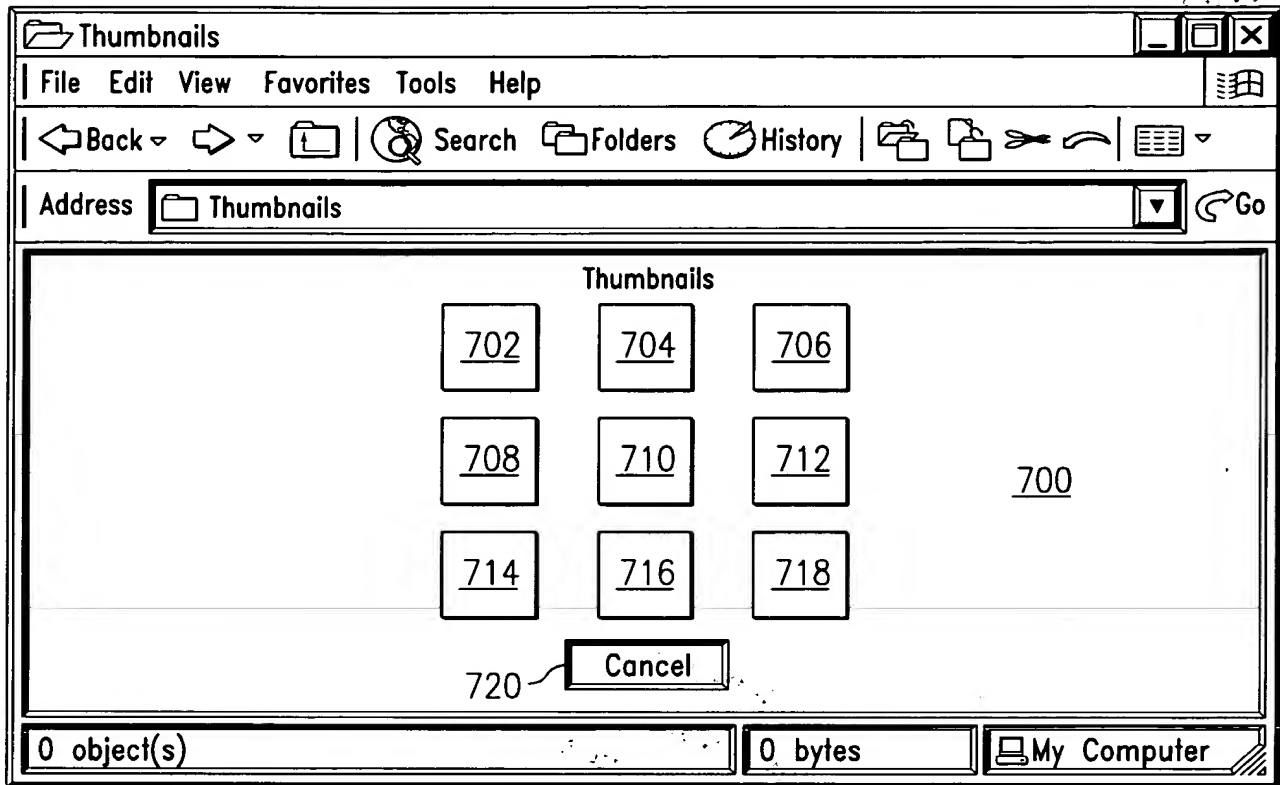 Thumbnails
File Edit View Favorites Tools Help
Back Search Folders History
Address Thumbnails Go
Thumbnails
702 704 706
708 710 712
700
714 716 718
720 Cancel
0 object(s) 0 bytes My Computer